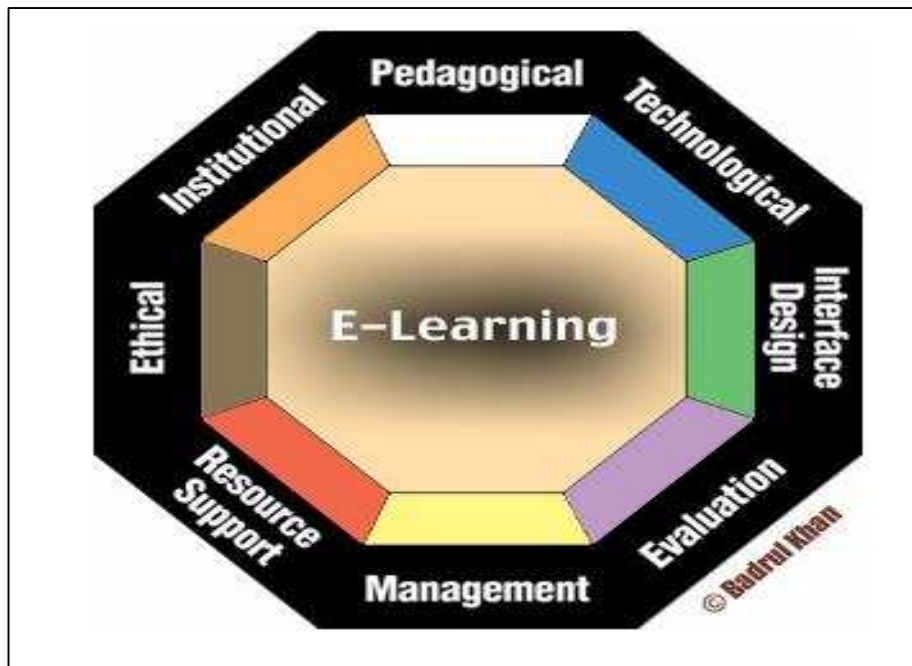 Pedagogical
Technological
Interface
Design
Evaluation
Management
Resource
Support
Ethical
Institutional
E-Learning
© Badrul Khan